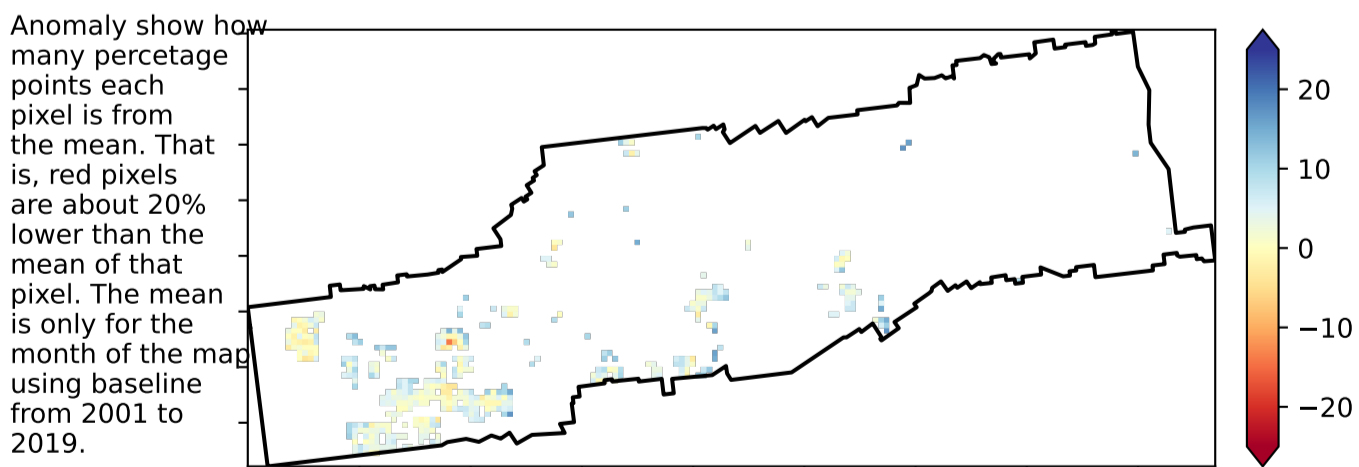 Anomaly show how
many percetage
points each
pixel is from
the mean. That
is, red pixels
are about 20%
lower than the
mean of that
pixel. The mean
is only for the
month of the map
using baseline
from 2001 to
2019.
20
10
0
−10
−20